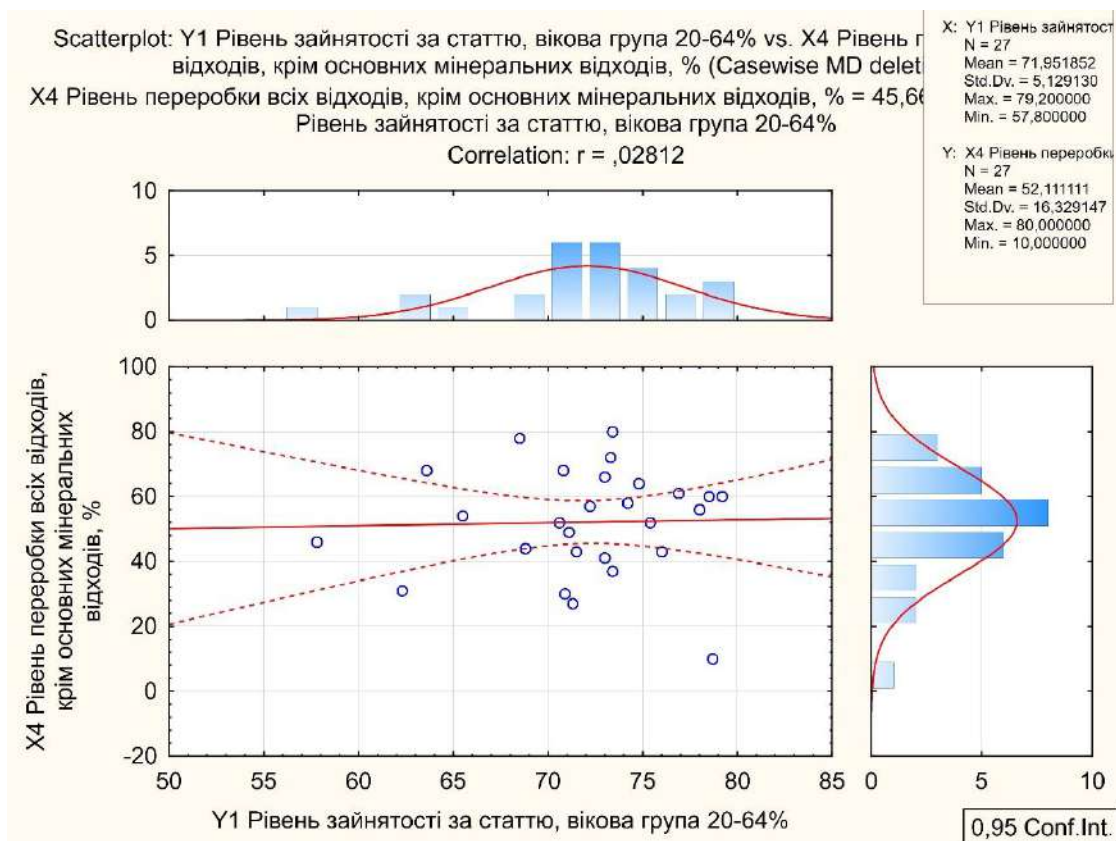 Scatterplot: Y1 Рівень зайнятості за статтю, вікова група 20-64% vs. X4 Рівень
відходів, крім основних мінеральних відходів, % (Casewise MD delet
X4 Рівень переробки всіх відходів, крім основних мінеральних відходів, % = 45,66
Рівень зайнятості за статтю, вікова група 20-64%
Correlation: r = ,02812
X: Y1 Рівень зайнятост
N = 27
Mean = 71,951852
Std.Dv. = 5,129130
Max. = 79,200000
Min. = 57,800000
Y: X4 Рівень переробки
N = 27
Mean = 52,111111
Std.Dv. = 16,329147
Max. = 80,000000
Min. = 10,000000
10
5
0
X4 Рівень переробки всіх відходів,
крім основних мінеральних
відходів, %
100
80
60
40
20
0
-20
50 55 60 65 70 75 80 85
0 5 10
Y1 Рівень зайнятості за статтю, вікова група 20-64%
0,95 Conf.Int.